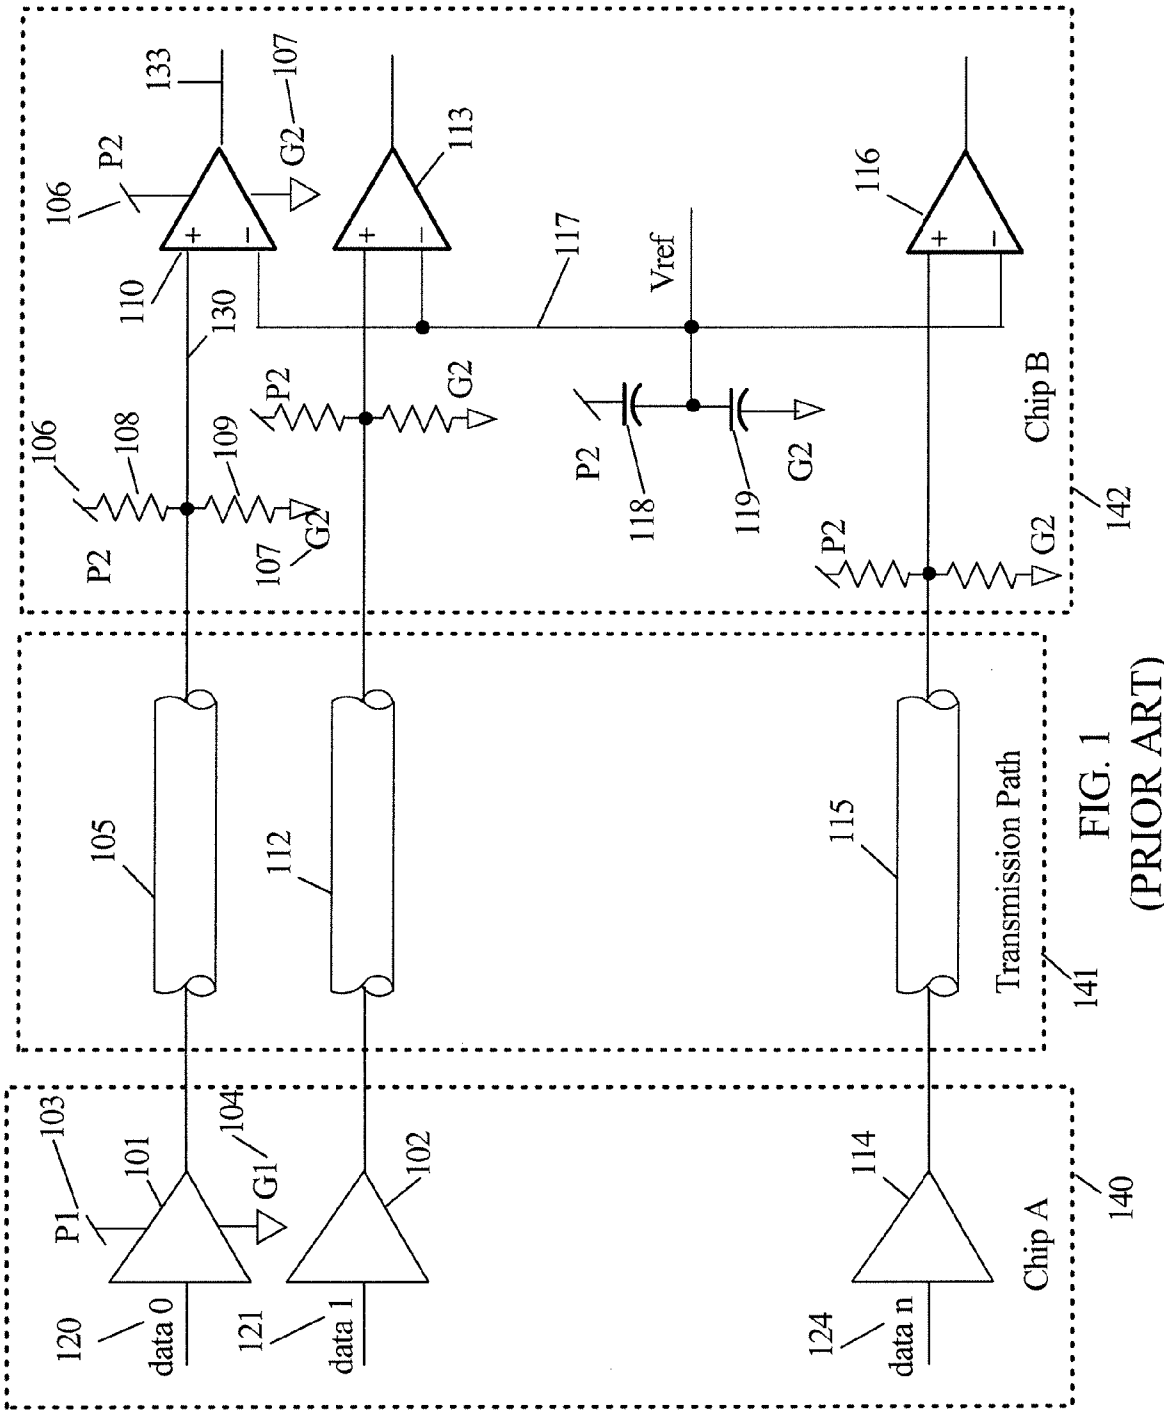 P1
103
101
G1
104
120
data 0
121
data 1
102
124
data n
114
Chip A
140
105
112
115
Transmission Path
141
106
108
P2
109
107
G2
130
110
+
-
106
P2
133
G2
107
P2
G2
+
-
113
117
Vref
P2
118
119
G2
P2
G2
116
+
-
Chip B
142
FIG. 1
(PRIOR ART)